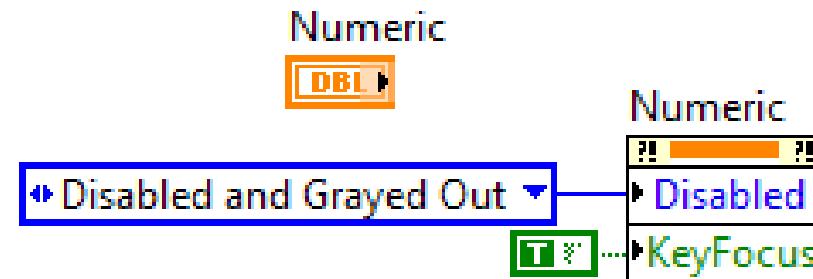 Numeric
DBL
Numeric
?! ?!
Disabled and Grayed Out
Disabled
T
KeyFocus